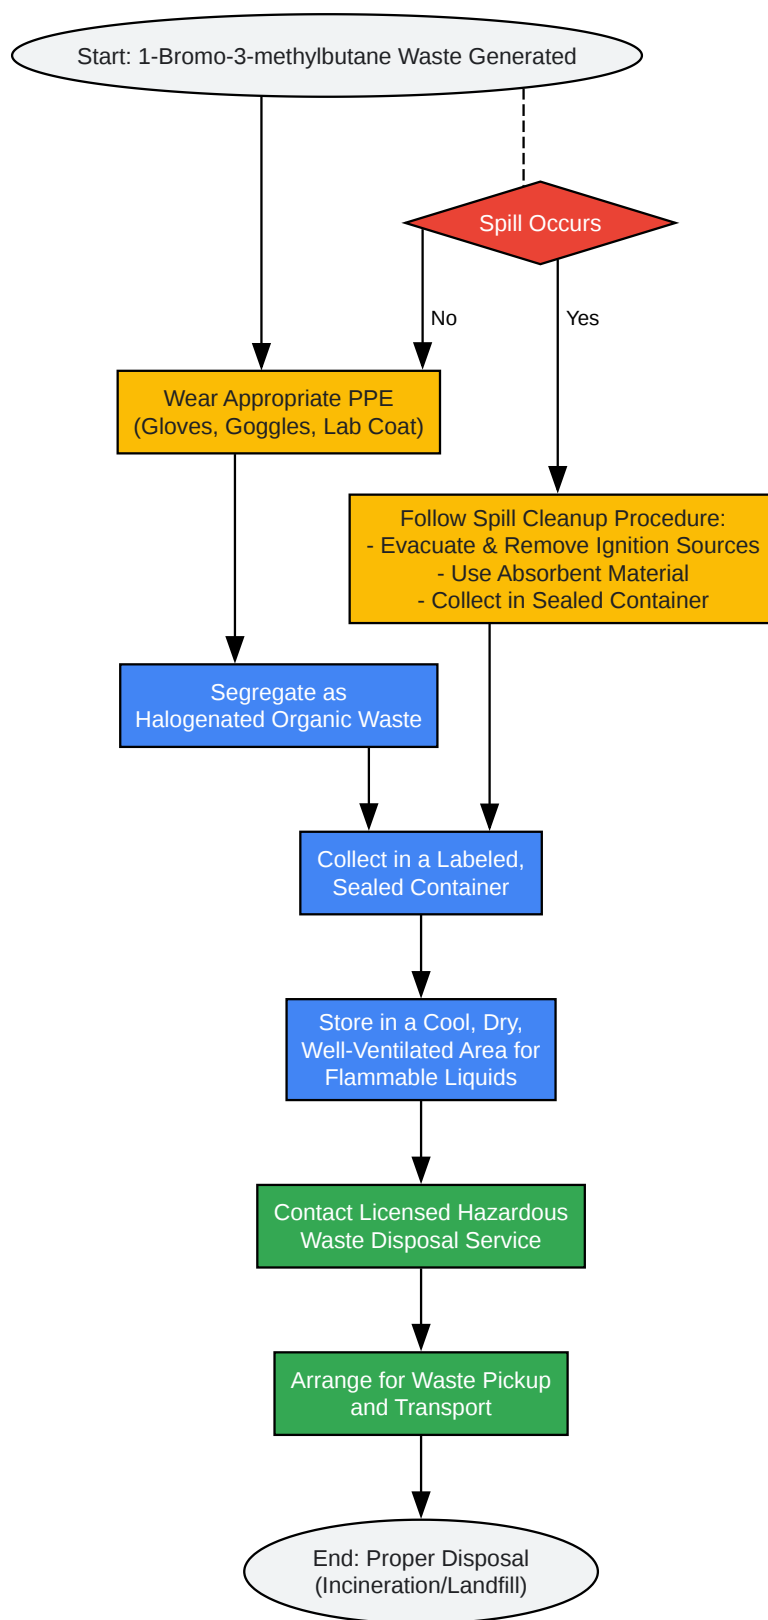 Start: 1-Bromo-3-methylbutane Waste Generated
Spill Occurs
No
Yes
Wear Appropriate PPE
(Gloves, Goggles, Lab Coat)
Follow Spill Cleanup Procedure:
- Evacuate & Remove Ignition Sources
- Use Absorbent Material
- Collect in Sealed Container
Segregate as
Halogenated Organic Waste
Collect in a Labeled,
Sealed Container
Store in a Cool, Dry,
Well-Ventilated Area for
Flammable Liquids
Contact Licensed Hazardous
Waste Disposal Service
Arrange for Waste Pickup
and Transport
End: Proper Disposal
(Incineration/Landfill)